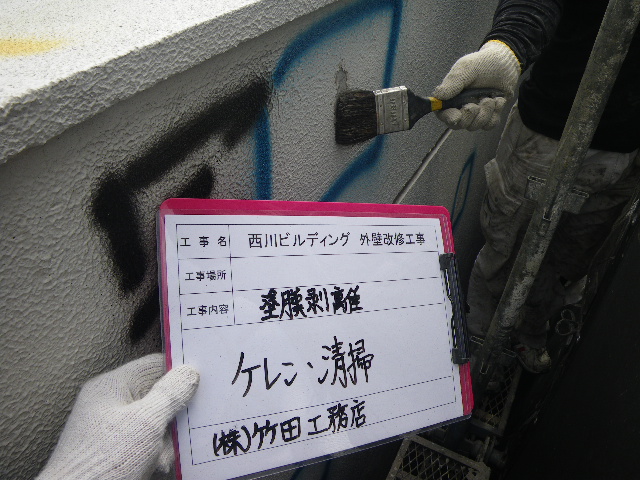 工事名 西川ビルディング 外壁改修工事
工事場所
工事内容 塗膜剥離
ケレン・清掃
(株)竹田工務店